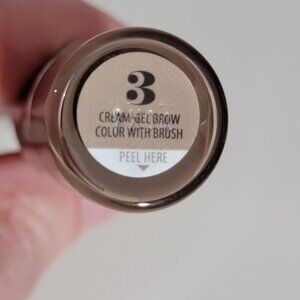 3
CREAM-GEL BROW
COLOR WITH BRUSH
PEEL HERE